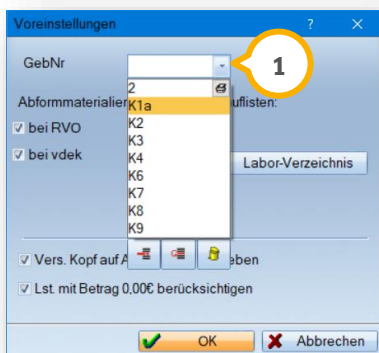 Voreinstellungen ? ×
GebNr
1
2
Abformmaterialien uflisten:
K1a
bei RVO
K2
K3
bei vdek
K4
Labor-Verzeichnis
K6
K7
K8
K9
Vers. Kopf auf A eben
Lst. mit Betrag 0,00€ berücksichtigen
OK
Abbrechen